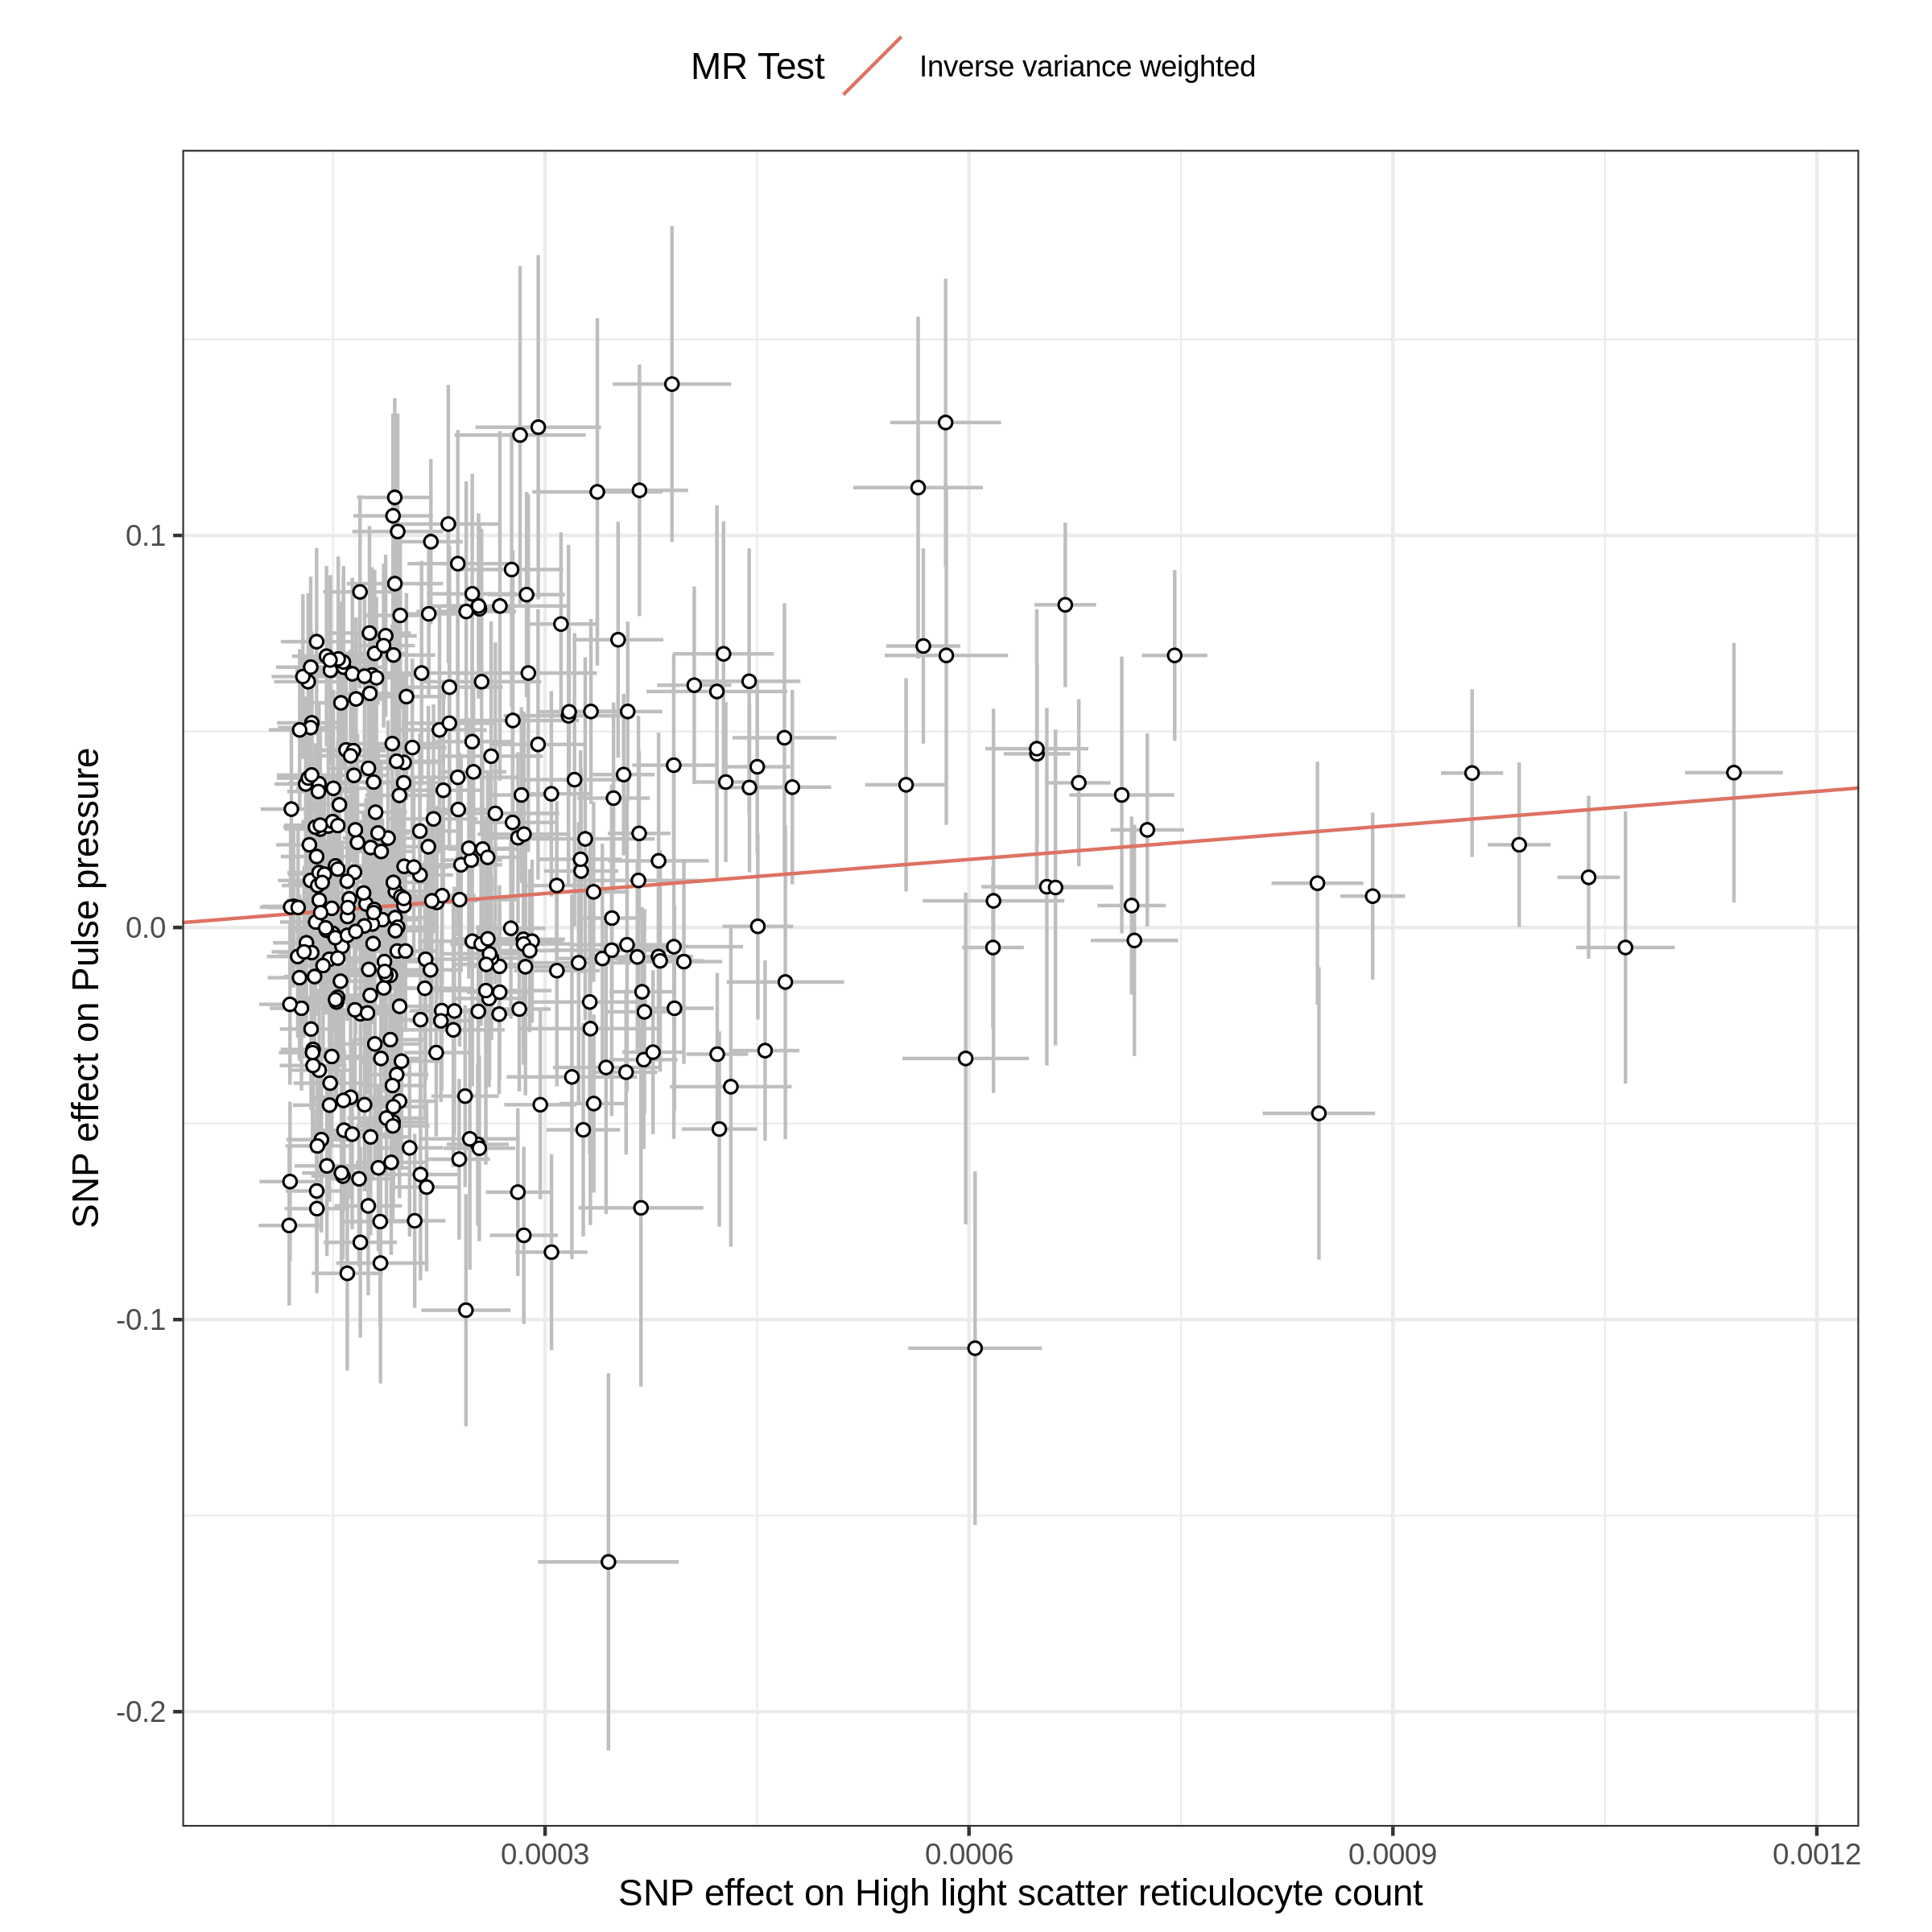 MR Test Inverse variance weighted
SNP effect on Pulse pressure
0.1
0.0
-0.1
-0.2
0.0003 0.0006 0.0009 0.0012
SNP effect on High light scatter reticulocyte count